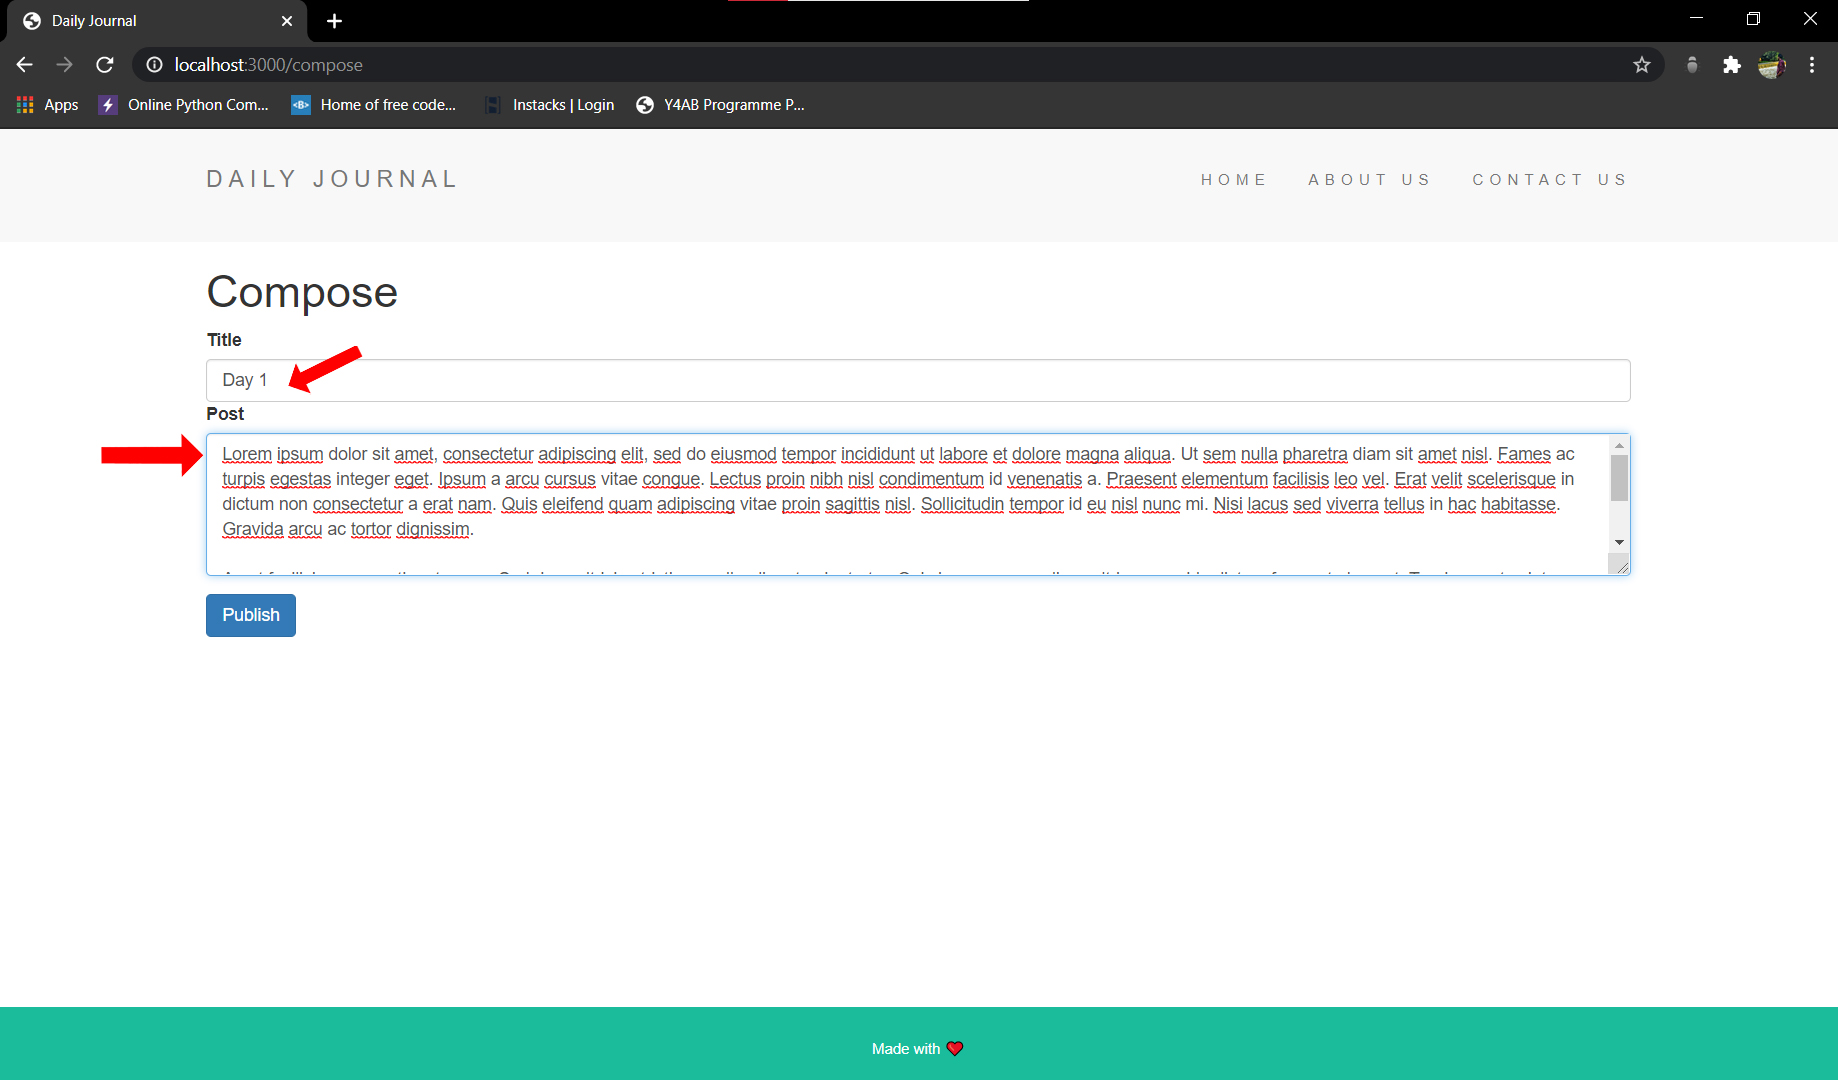 Daily Journal
localhost:3000/compose
Apps Online Python Com... Home of free code... Instacks | Login Y4AB Programme P...
DAILY JOURNAL HOME ABOUT US CONTACT US
Compose
Title
Day 1
Post
Lorem ipsum dolor sit amet, consectetur adipiscing elit, sed do eiusmod tempor incididunt ut labore et dolore magna aliqua. Ut sem nulla pharetra diam sit amet nisl. Fames ac
turpis egestas integer eget. Ipsum a arcu cursus vitae congue. Lectus proin nibh nisl condimentum id venenatis a. Praesent elementum facilisis leo vel. Erat velit scelerisque in
dictum non consectetur a erat nam. Quis eleifend quam adipiscing vitae proin sagittis nisl. Sollicitudin tempor id eu nisl nunc mi. Nisi lacus sed viverra tellus in hac habitasse.
Gravida arcu ac tortor dignissim.
Publish
Made with